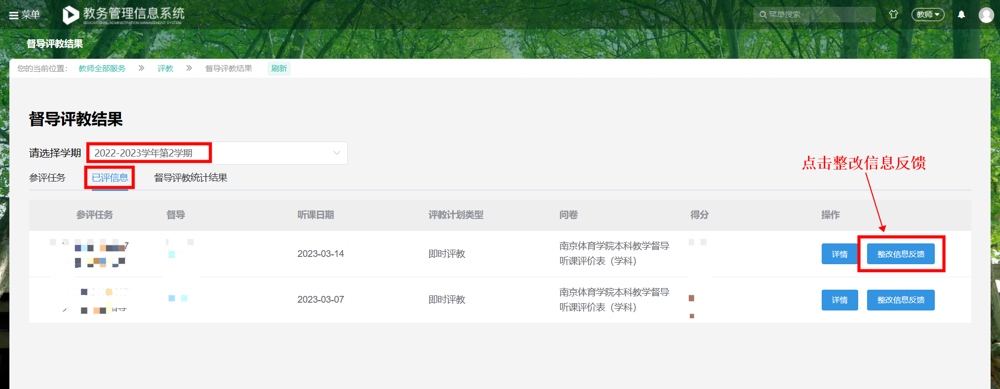 菜单
教务管理信息系统
EDUCATIONAL ADMINISTRATION MANAGEMENT SYSTEM
菜单搜索
教师
督导评教结果
您的当前位置： 教师全部服务 >> 评教 >> 督导评教结果 刷新
督导评教结果
请选择学期 2022-2023学年第2学期
点击整改信息反馈
参评任务 已评信息 督导评教统计结果
参评任务 督导 听课日期 评教计划类型 问卷 得分 操作
7
2023-03-14 即时评教 南京体育学院本科教学督导
听课评价表（学科） 详情 整改信息反馈
2023-03-07 即时评教 南京体育学院本科教学督导
听课评价表（学科） 详情 整改信息反馈